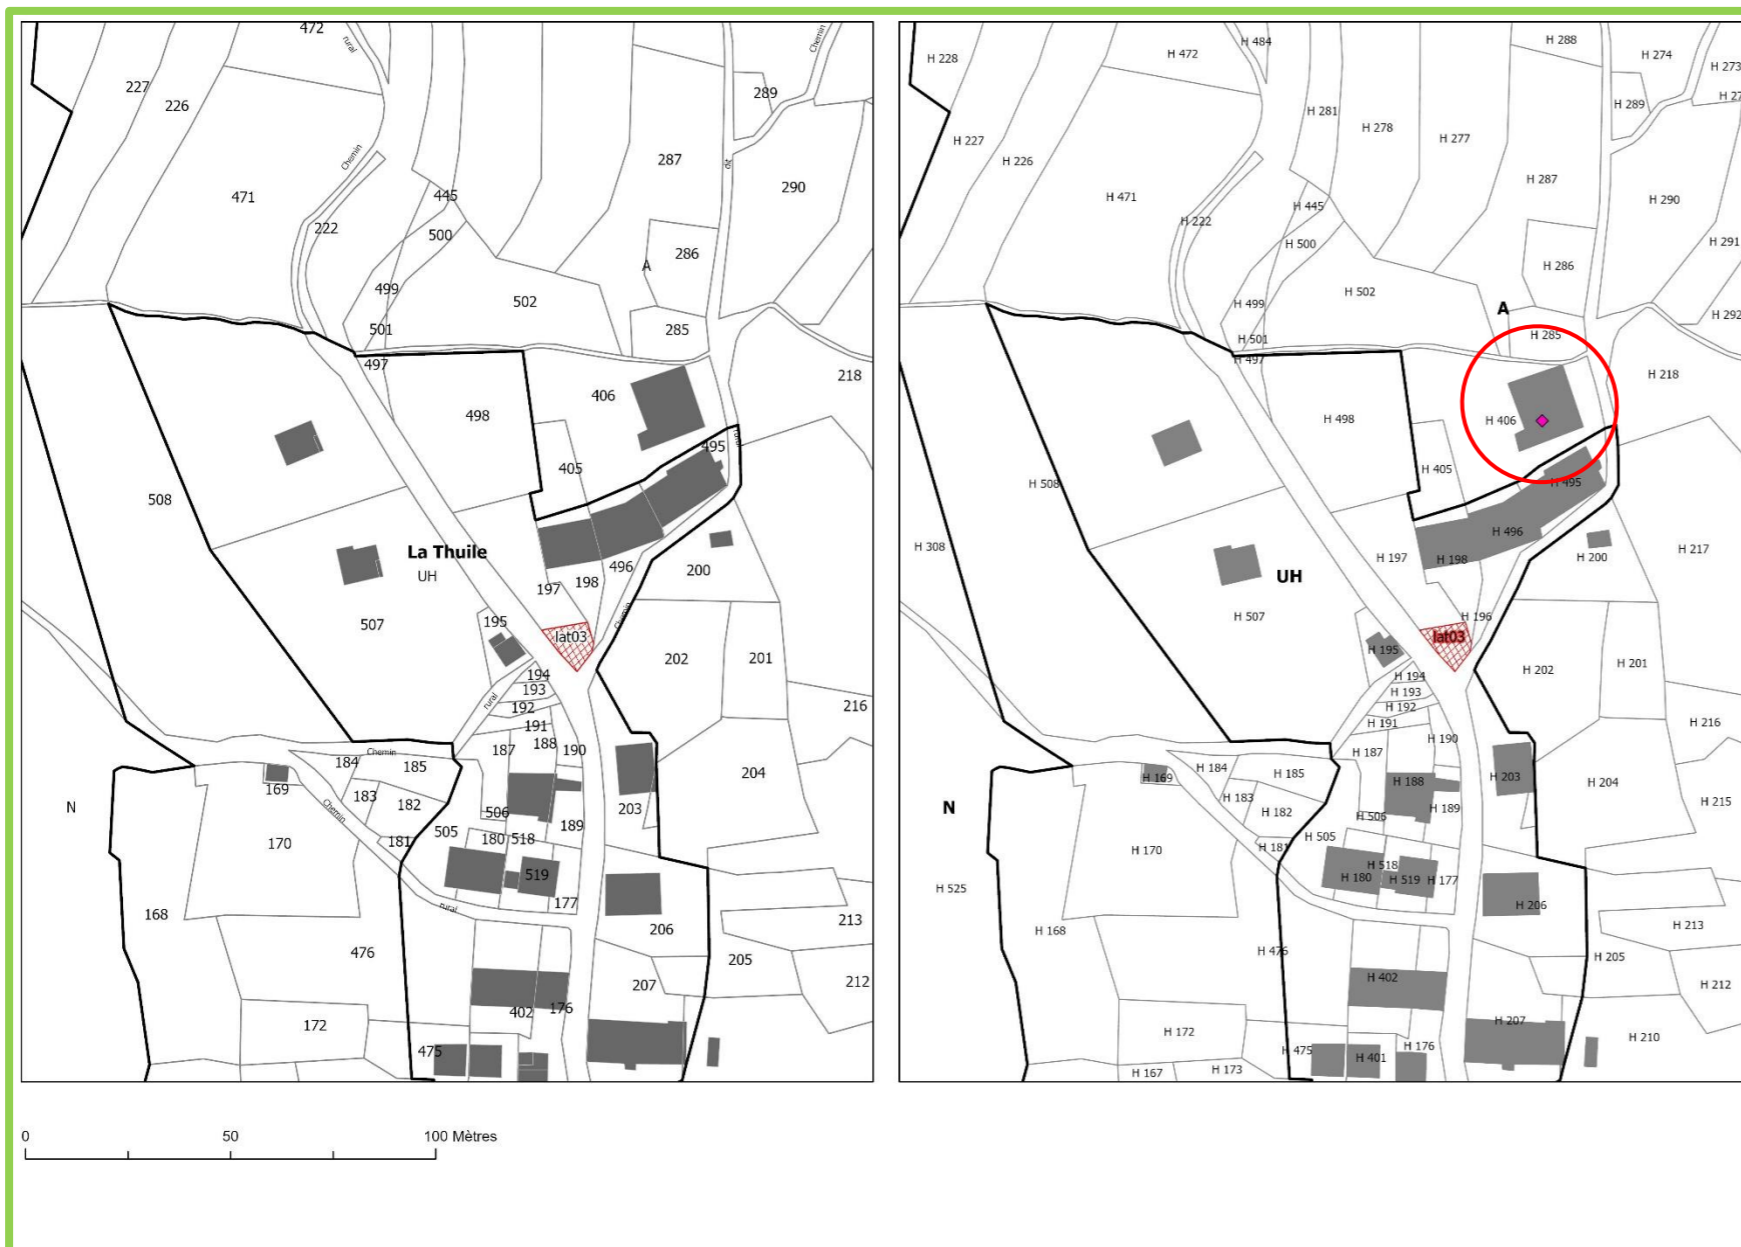 472
rural
Chemin
227
226
289
Chemin
287
de
290
471
445
222
500
286
A
499
502
501
285
497
218
406
498
495
rural
405
508
La Thuile
UH
496
200
197
198
Chemin
507
195
lat03
202
201
194
193
rural
192
216
191
187
188
190
Chemin
184
185
204
169
183
182
N
Chemin
506
203
505
189
181
180
518
170
519
rural
177
168
206
213
476
205
207
212
402
176
172
475
H 484
H 288
H 228
H 472
H 274
H 273
H 27
H 289
H 281
H 278
H 277
H 227
H 226
H 287
H 471
H 290
H 445
H 222
H 500
H 291
H 286
H 502
H 499
A
H 292
H 501
H 285
H 497
H 218
H 498
H 406
H 405
H 508
H 495
H 496
H 308
H 197
H 198
H 200
H 217
UH
H 507
H 196
lat03
H 195
H 202
H 201
H 194
H 193
H 192
H 191
H 216
H 190
H 187
H 184
H 185
H 169
H 188
H 203
H 204
H 183
H 215
N
H 182
H 189
H 506
H 505
H 181
H 170
H 518
H 180
H 519
H 177
H 525
H 206
H 168
H 213
H 476
H 205
H 402
H 212
H 207
H 172
H 176
H 210
H 475
H 401
H 167
H 173
0
50
100 Mètres